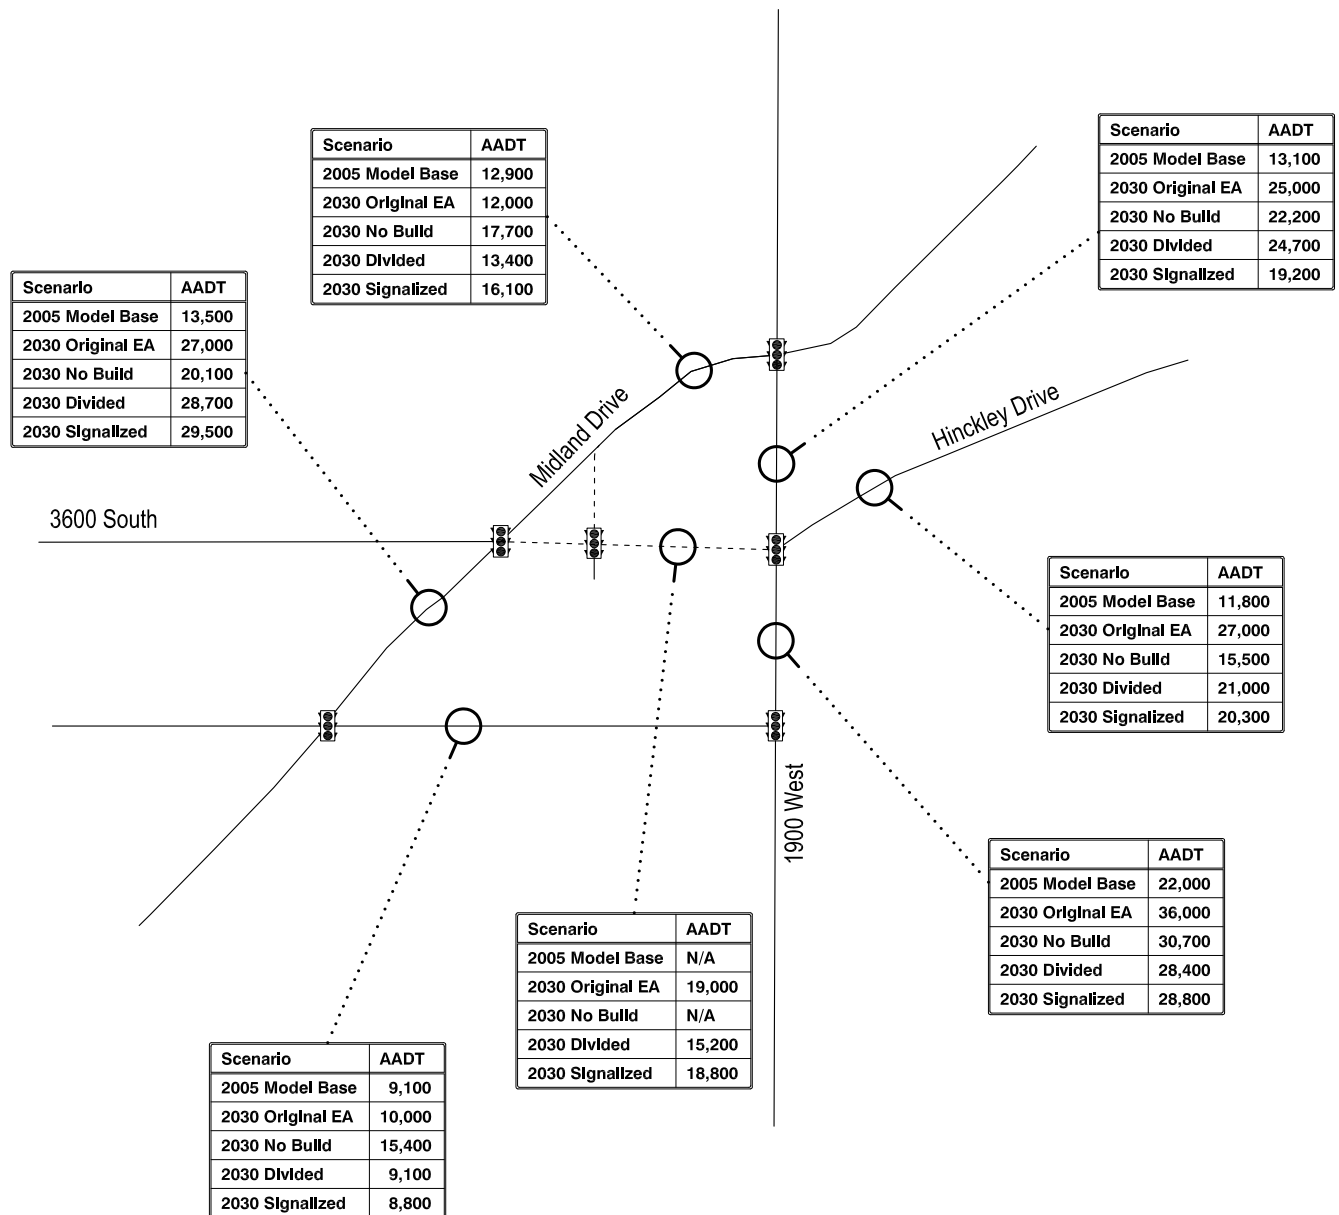 Scenario AADT
2005 Model Base 13,100
2030 Original EA 25,000
2030 No Build 22,200
2030 Divided 24,700
2030 Signalized 19,200
Scenario AADT
2005 Model Base 12,900
2030 Original EA 12,000
2030 No Build 17,700
2030 Divided 13,400
2030 Signalized 16,100
Scenario AADT
2005 Model Base 13,500
2030 Original EA 27,000
2030 No Build 20,100
2030 Divided 28,700
2030 Signalized 29,500
Midland Drive
Hinckley Drive
3600 South
Scenario AADT
2005 Model Base 11,800
2030 Original EA 27,000
2030 No Build 15,500
2030 Divided 21,000
2030 Signalized 20,300
1900 West
Scenario AADT
2005 Model Base 22,000
2030 Original EA 36,000
2030 No Build 30,700
2030 Divided 28,400
2030 Signalized 28,800
Scenario AADT
2005 Model Base N/A
2030 Original EA 19,000
2030 No Build N/A
2030 Divided 15,200
2030 Signalized 18,800
Scenario AADT
2005 Model Base 9,100
2030 Original EA 10,000
2030 No Build 15,400
2030 Divided 9,100
2030 Signalized 8,800